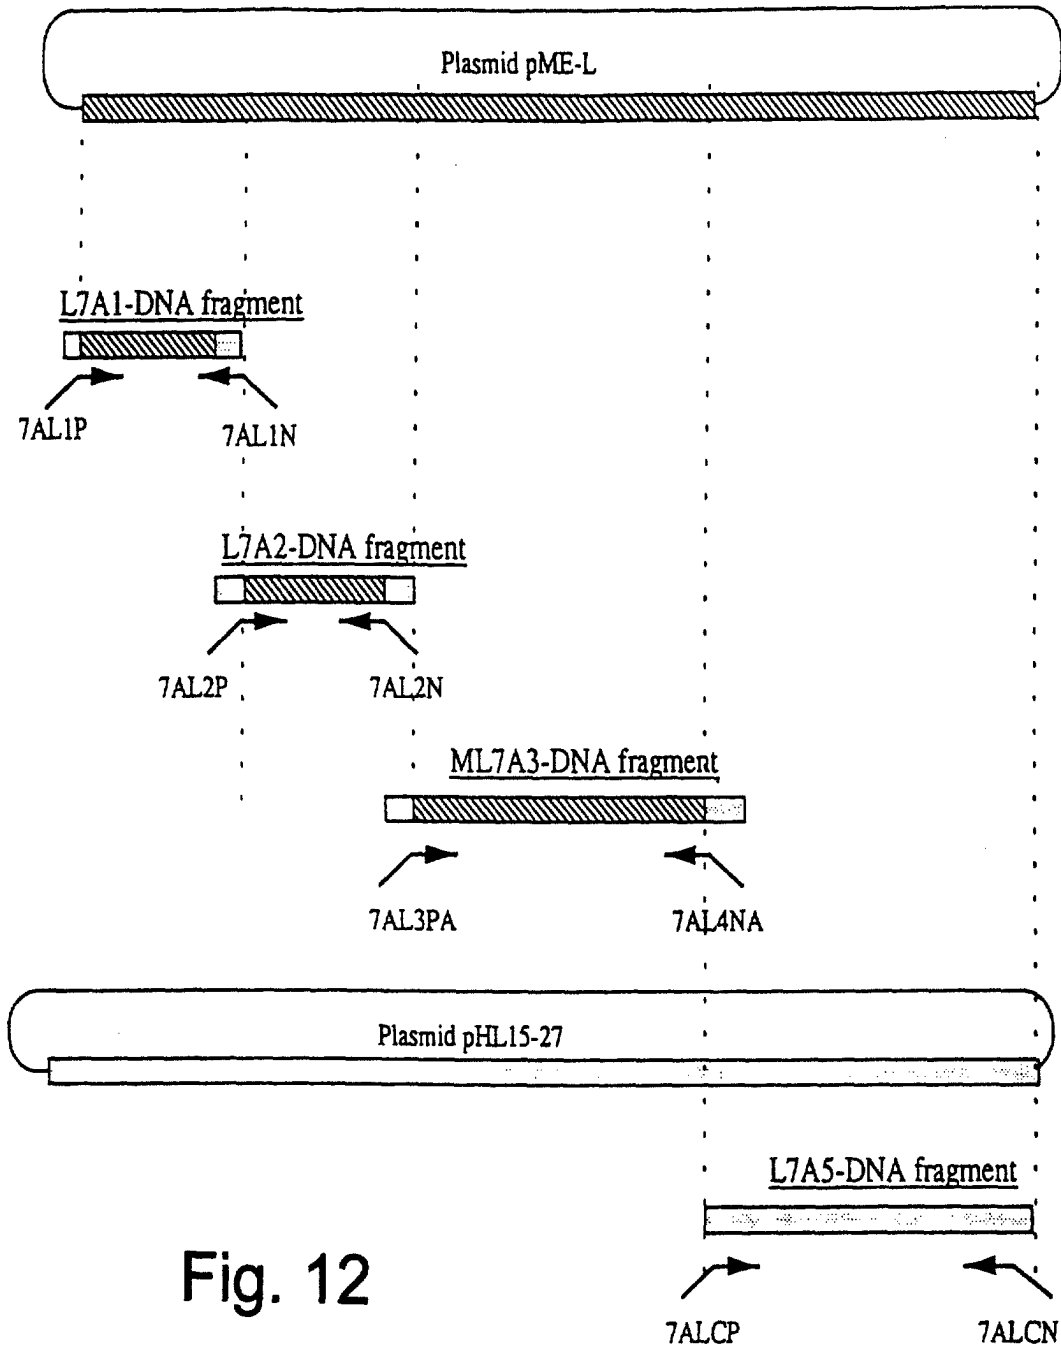 Plasmid pME-L
L7A1-DNA fragment
7AL1P
7AL1N
L7A2-DNA fragment
7AL2P
7AL2N
ML7A3-DNA fragment
7AL3PA
7AL4NA
Plasmid pHL15-27
L7A5-DNA fragment
7ALCP
7ALCN
Fig. 12